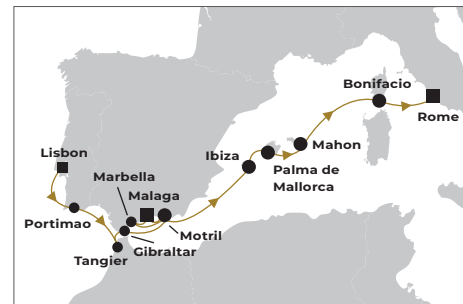 Bonifacio
Rome
Mahon
Ibiza
Palma de
Mallorca
Lisbon
Marbella
Malaga
Portimao
Motril
Gibraltar
Tangier